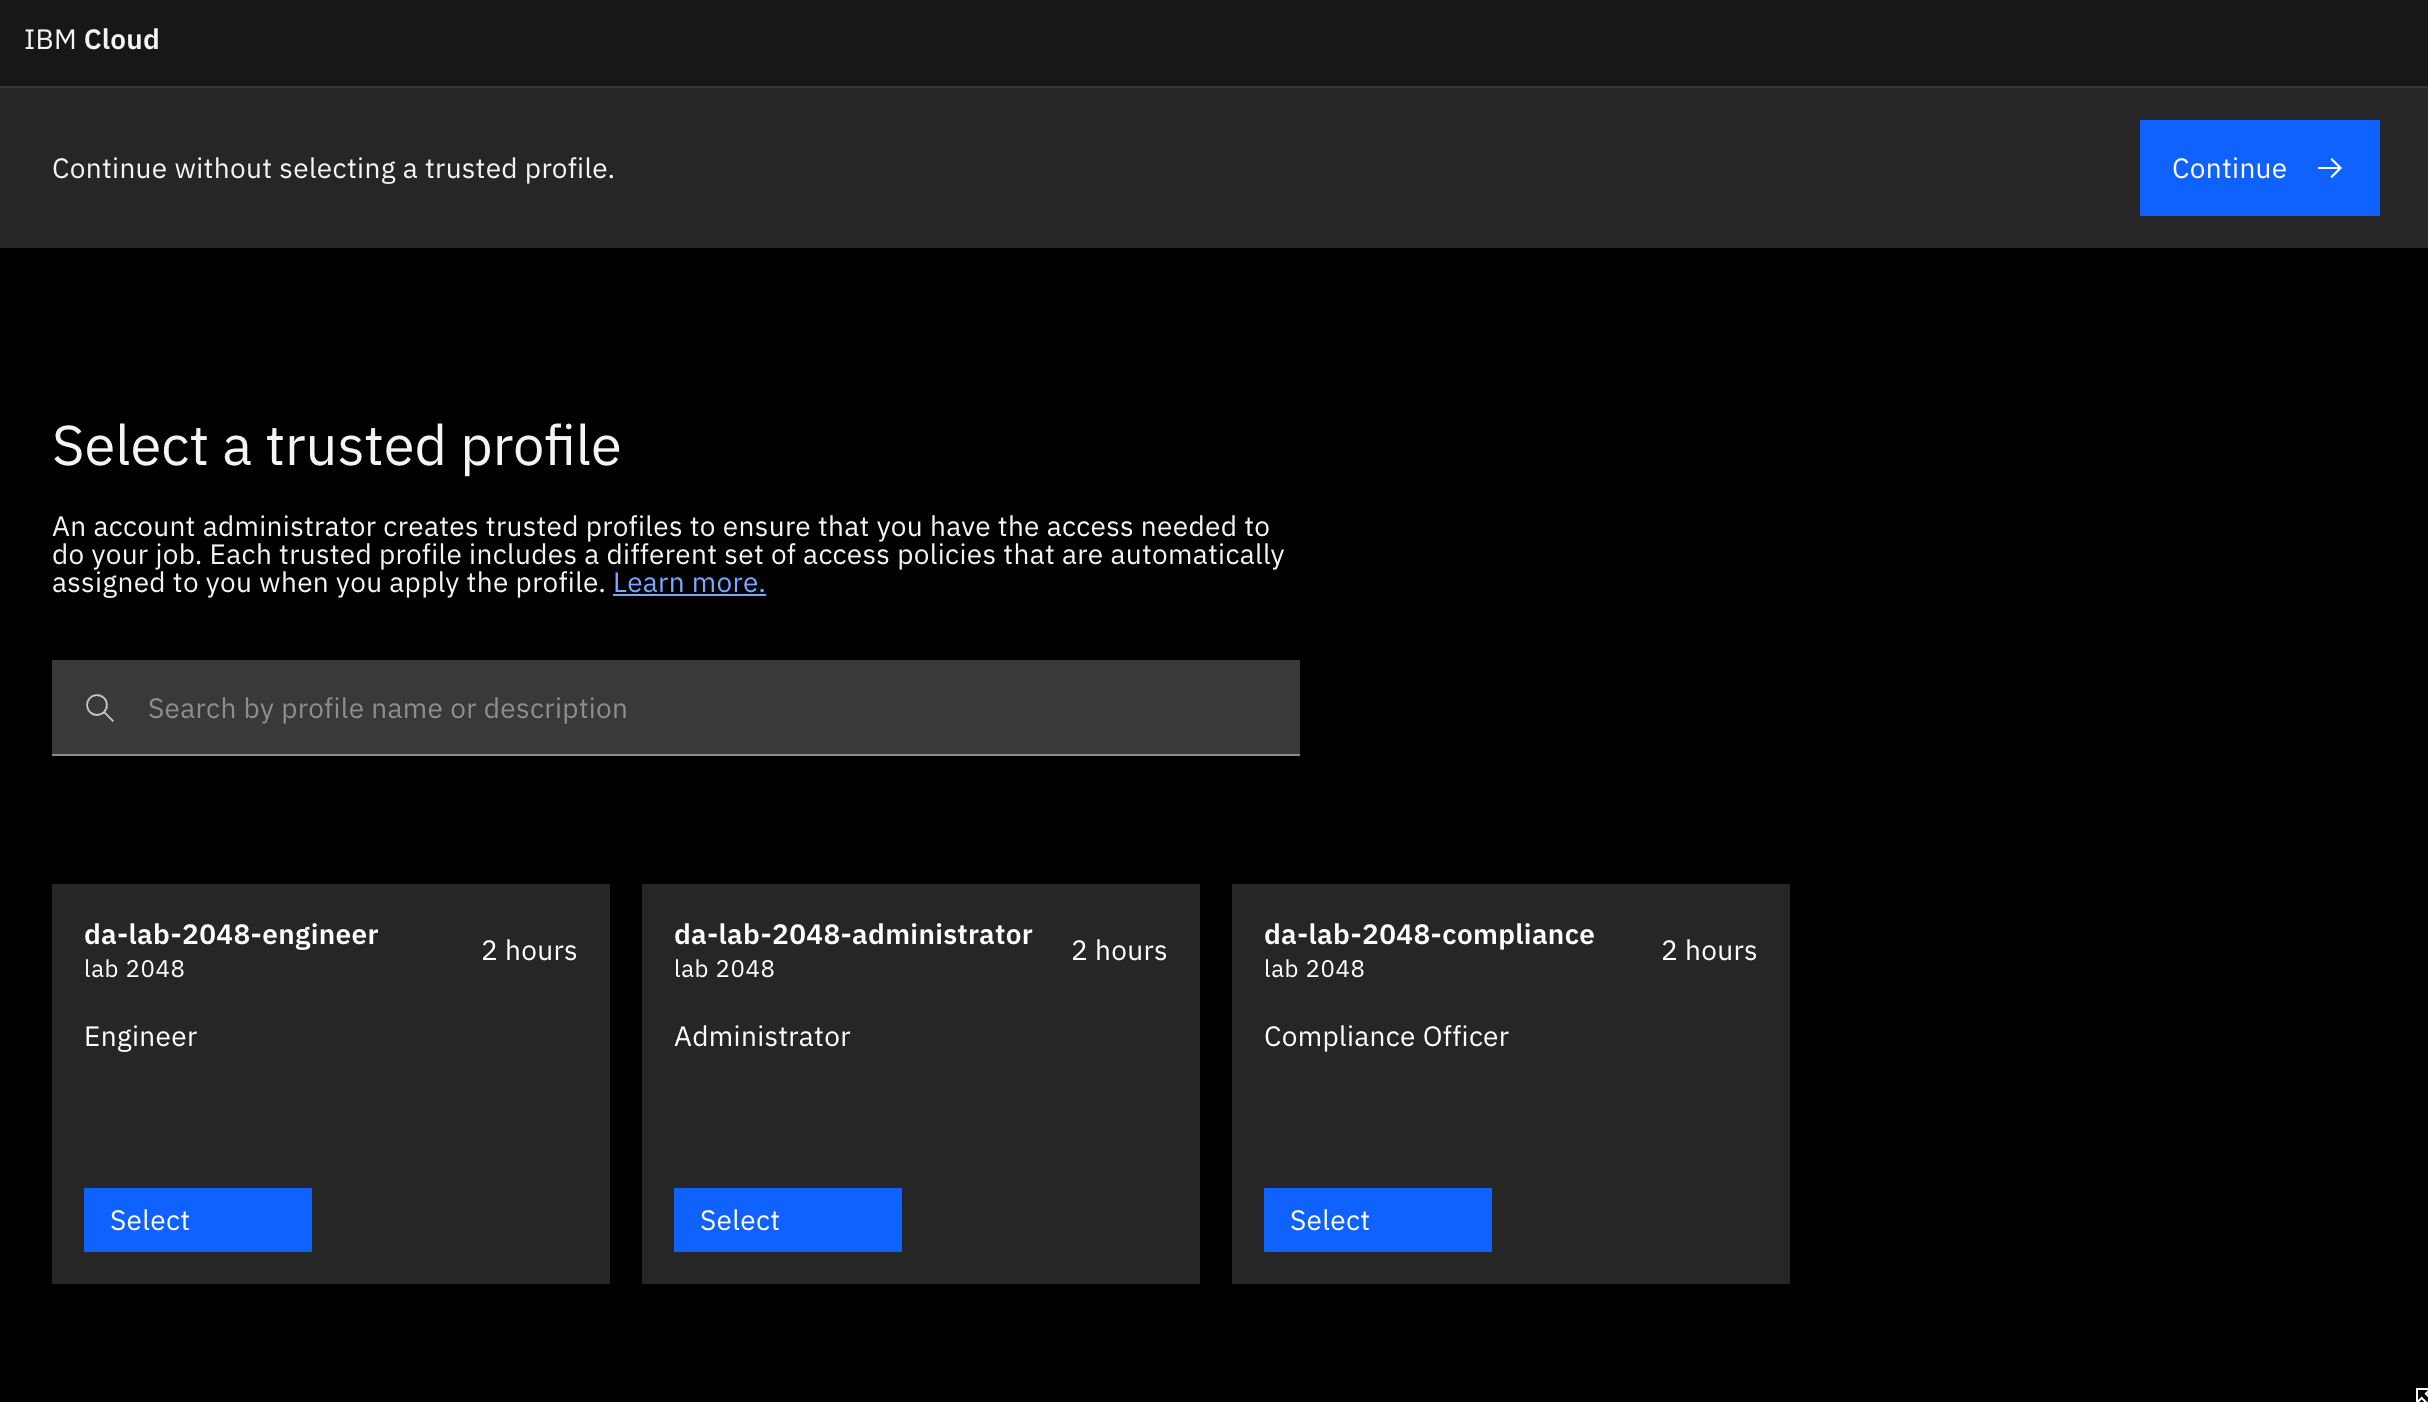 IBM Cloud
Continue without selecting a trusted profile.
Continue
Select a trusted profile
An account administrator creates trusted profiles to ensure that you have the access needed to
do your job. Each trusted profile includes a different set of access policies that are automatically
assigned to you when you apply the profile. Learn more.
Search by profile name or description
da-lab-2048-engineer
2 hours
lab 2048
Engineer
Select
da-lab-2048-administrator
2 hours
lab 2048
Administrator
Select
da-lab-2048-compliance
2 hours
lab 2048
Compliance Officer
Select